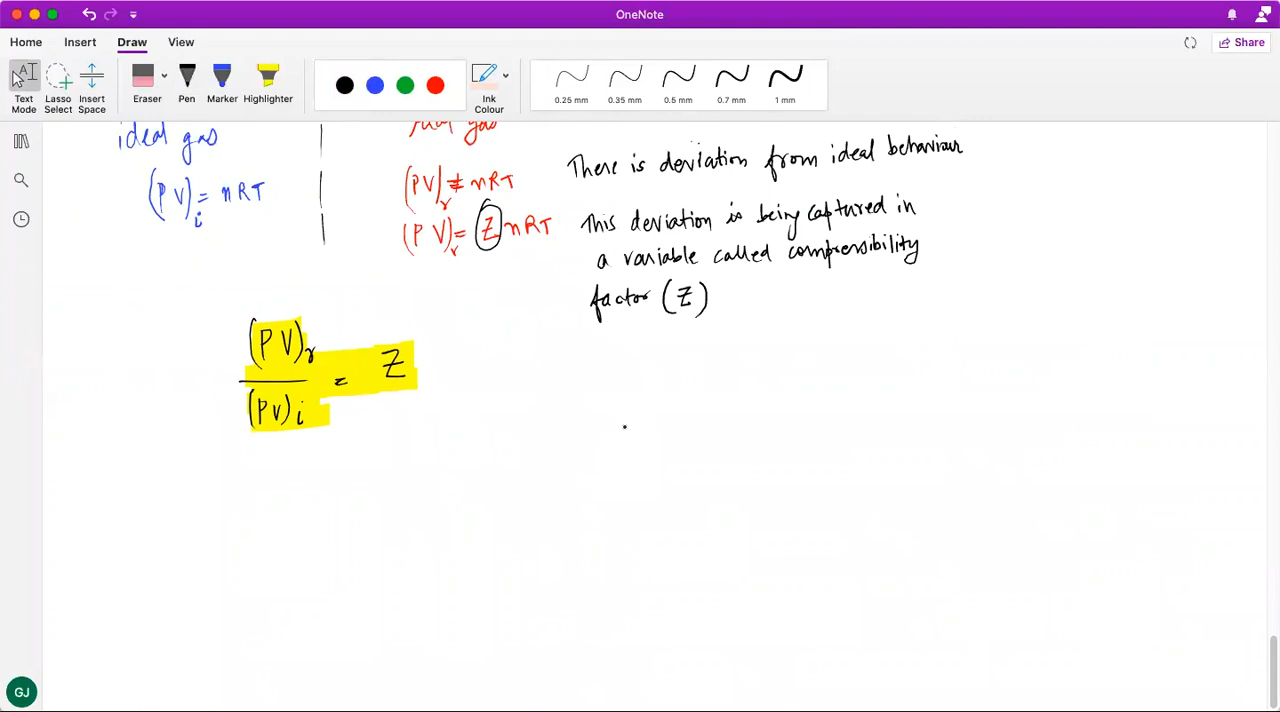 OneNote
Home Insert Draw View
Share
Text Mode
Lasso Select
Insert Space
Eraser
Pen
Marker
Highlighter
Ink Colour
0.25 mm 0.35 mm 0.5 mm 0.7 mm 1 mm
ideal gas
(PV)i = nRT
real gas
(PV)r ≠ nRT
(PV)r = Z nRT
There is deviation from ideal behaviour
This deviation is being captured in
a variable called compressibility
factor (Z)
(PV)r
/ (PV)i = Z
GJ